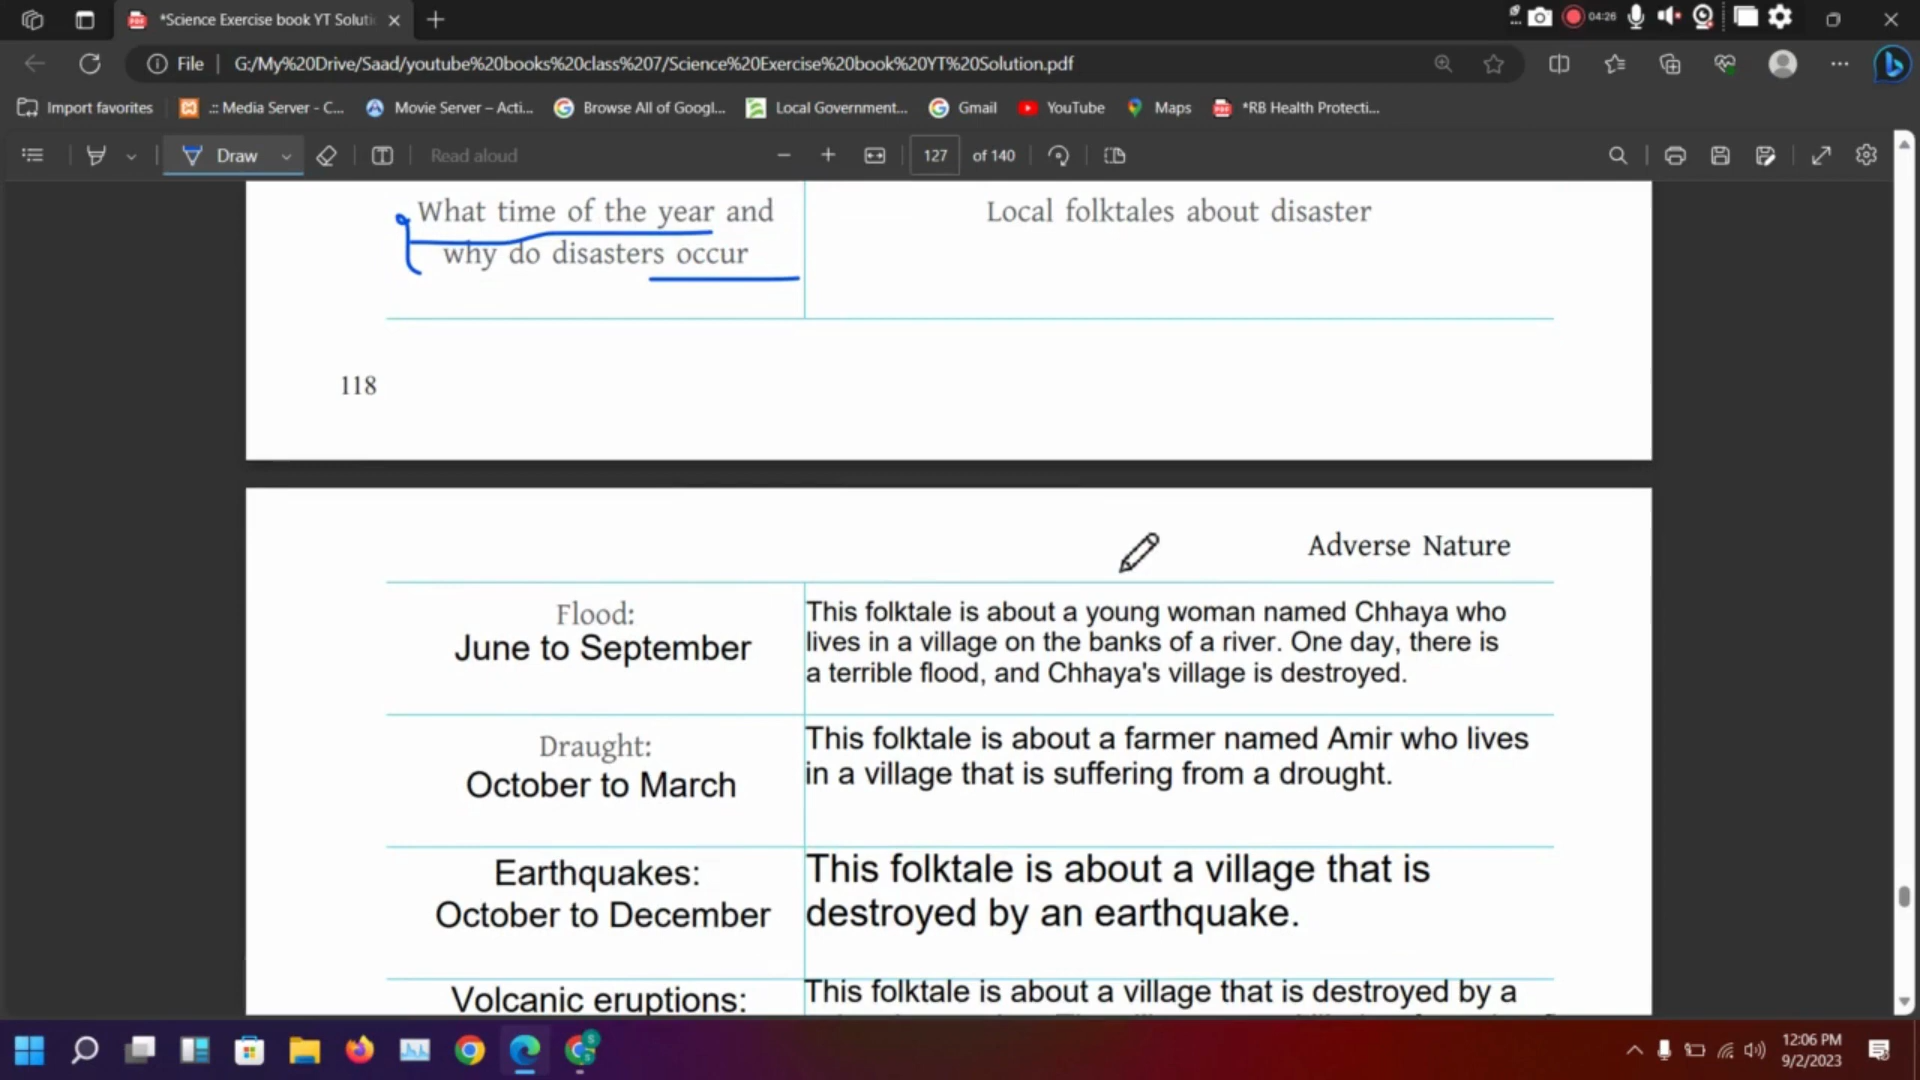 *Science Exercise book YT Soluti
04:26
File
G:/My%20Drive/Saad/youtube%20books%20class%207/Science%20Exercise%20book%20YT%20Solution.pdf
Import favorites
.:: Media Server - C...
Movie Server – Acti...
Browse All of Googl...
Local Government...
Gmail
YouTube
Maps
*RB Health Protecti...
Draw
Read aloud
127 of 140
What time of the year and
why do disasters occur
Local folktales about disaster
118
Adverse Nature
Flood:
June to September
This folktale is about a young woman named Chhaya who
lives in a village on the banks of a river. One day, there is
a terrible flood, and Chhaya's village is destroyed.
Draught:
October to March
This folktale is about a farmer named Amir who lives
in a village that is suffering from a drought.
Earthquakes:
October to December
This folktale is about a village that is
destroyed by an earthquake.
Volcanic eruptions:
This folktale is about a village that is destroyed by a
12:06 PM
9/2/2023